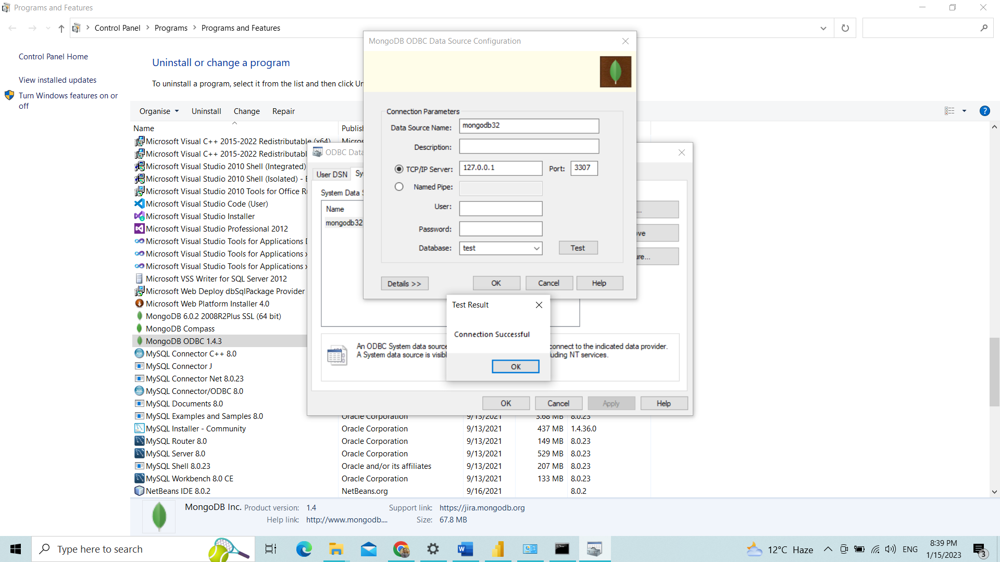 Programs and Features
Control Panel
Programs
Programs and Features
Control Panel Home
View installed updates
Turn Windows features on or
off
Uninstall or change a program
To uninstall a program, select it from the list and then click
Organise
Uninstall
Change
Repair
Name
Microsoft Visual C++ 2015-2022 Redistributable (x64)
Microsoft Visual C++ 2015-2022
Microsoft Visual Studio 2010 Shell (Integrated)
Microsoft Visual Studio 2010 Shell (Isolated) -
Microsoft Visual Studio 2010 Tools for Office
Microsoft Visual Studio Code (User)
Microsoft Visual Studio Installer
Microsoft Visual Studio Professional 2012
Microsoft Visual Studio Tools for Applications
Microsoft Visual Studio Tools for Applications
Microsoft Visual Studio Tools for Applications
Microsoft VSS Writer for SQL Server 2012
Microsoft Web Deploy dbSqlPackage Provider
Microsoft Web Platform Installer 4.0
MongoDB 6.0.2 2008R2Plus SSL (64 bit)
MongoDB Compass
MongoDB ODBC 1.4.3
MySQL Connector C++ 8.0
MySQL Connector J
MySQL Connector Net 8.0.23
MySQL Connector/ODBC 8.0
MySQL Documents 8.0
MySQL Examples and Samples 8.0 Oracle Corporation 9/13/2021 3.68 MB 8.0.23
MySQL Installer - Community Oracle Corporation 9/13/2021 437 MB 1.4.36.0
MySQL Router 8.0 Oracle Corporation 9/13/2021 149 MB 8.0.23
MySQL Server 8.0 Oracle Corporation 9/13/2021 529 MB 8.0.23
MySQL Shell 8.0.23 Oracle and/or its affiliates 9/13/2021 207 MB 8.0.23
MySQL Workbench 8.0 CE Oracle Corporation 9/13/2021 133 MB 8.0.23
NetBeans IDE 8.0.2 NetBeans.org 9/16/2021 8.0.2
MongoDB Inc. Product version: 1.4 Support link: https://jira.mongodb.org
Help link: http://www.mongodb.... Size: 67.8 MB
MongoDB ODBC Data Source Configuration
Connection Parameters
Data Source Name: mongodb32
Description:
TCP/IP Server: 127.0.0.1 Port: 3307
Named Pipe:
User:
Password:
Database: test Test
Details >> OK Cancel Help
ODBC Data
User DSN
System Data
Name
mongodb32
Test Result
Connection Successful
OK
An ODBC System data source connect to the indicated data provider.
A System data source is NT services.
OK Cancel Apply Help
Type here to search
12°C Haze
ENG
8:39 PM
1/15/2023
3